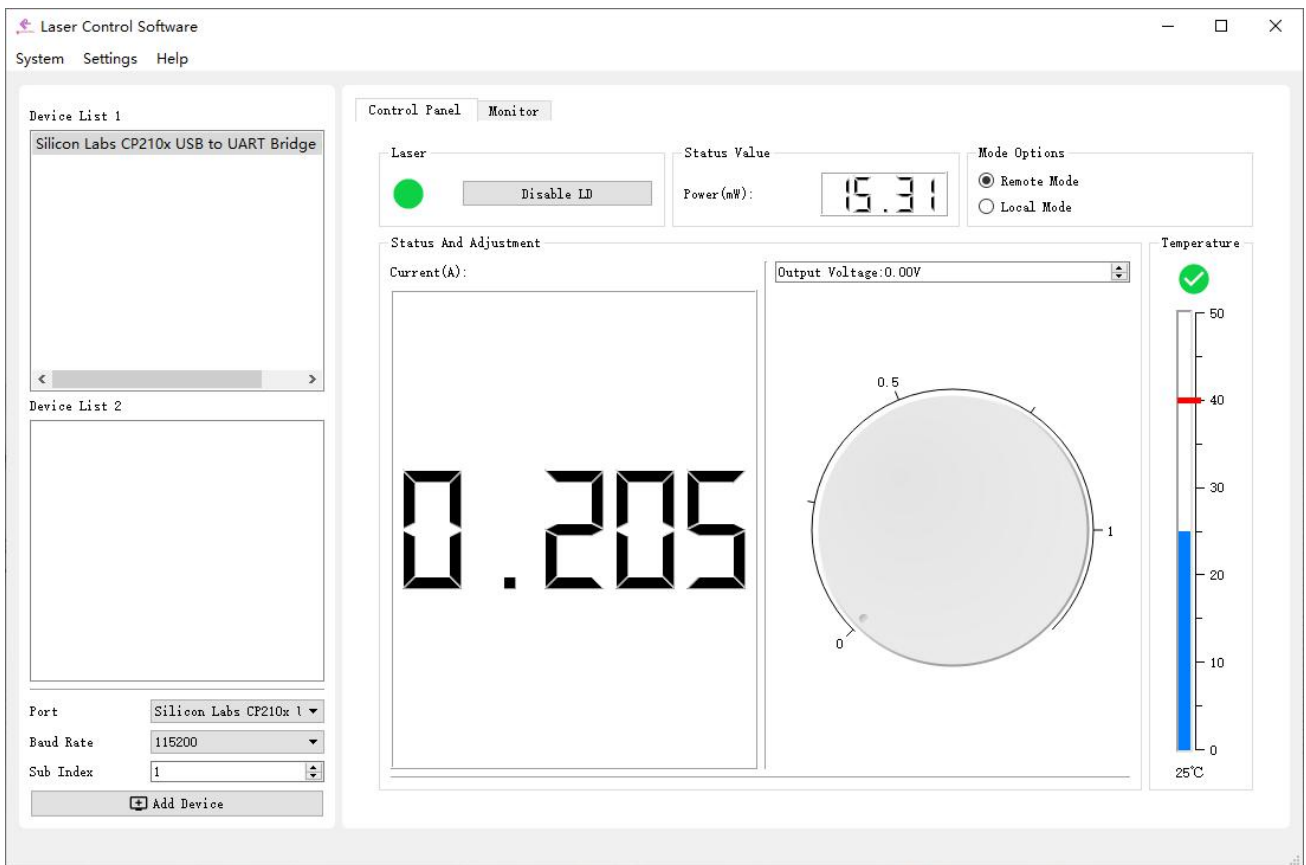 Laser Control Software
System Settings Help
Device List 1
Silicon Labs CP210x USB to UART Bridge
Device List 2
Port Silicon Labs CP210x U
Baud Rate 115200
Sub Index 1
Add Device
Control Panel Monitor
Laser
Disable LD
Status Value
Power(mW): 15.31
Mode Options
Remote Mode
Local Mode
Status And Adjustment
Current(A):
0.205
Output Voltage:0.00V
0.5
1
0
Temperature
50
40
30
20
10
0
25℃